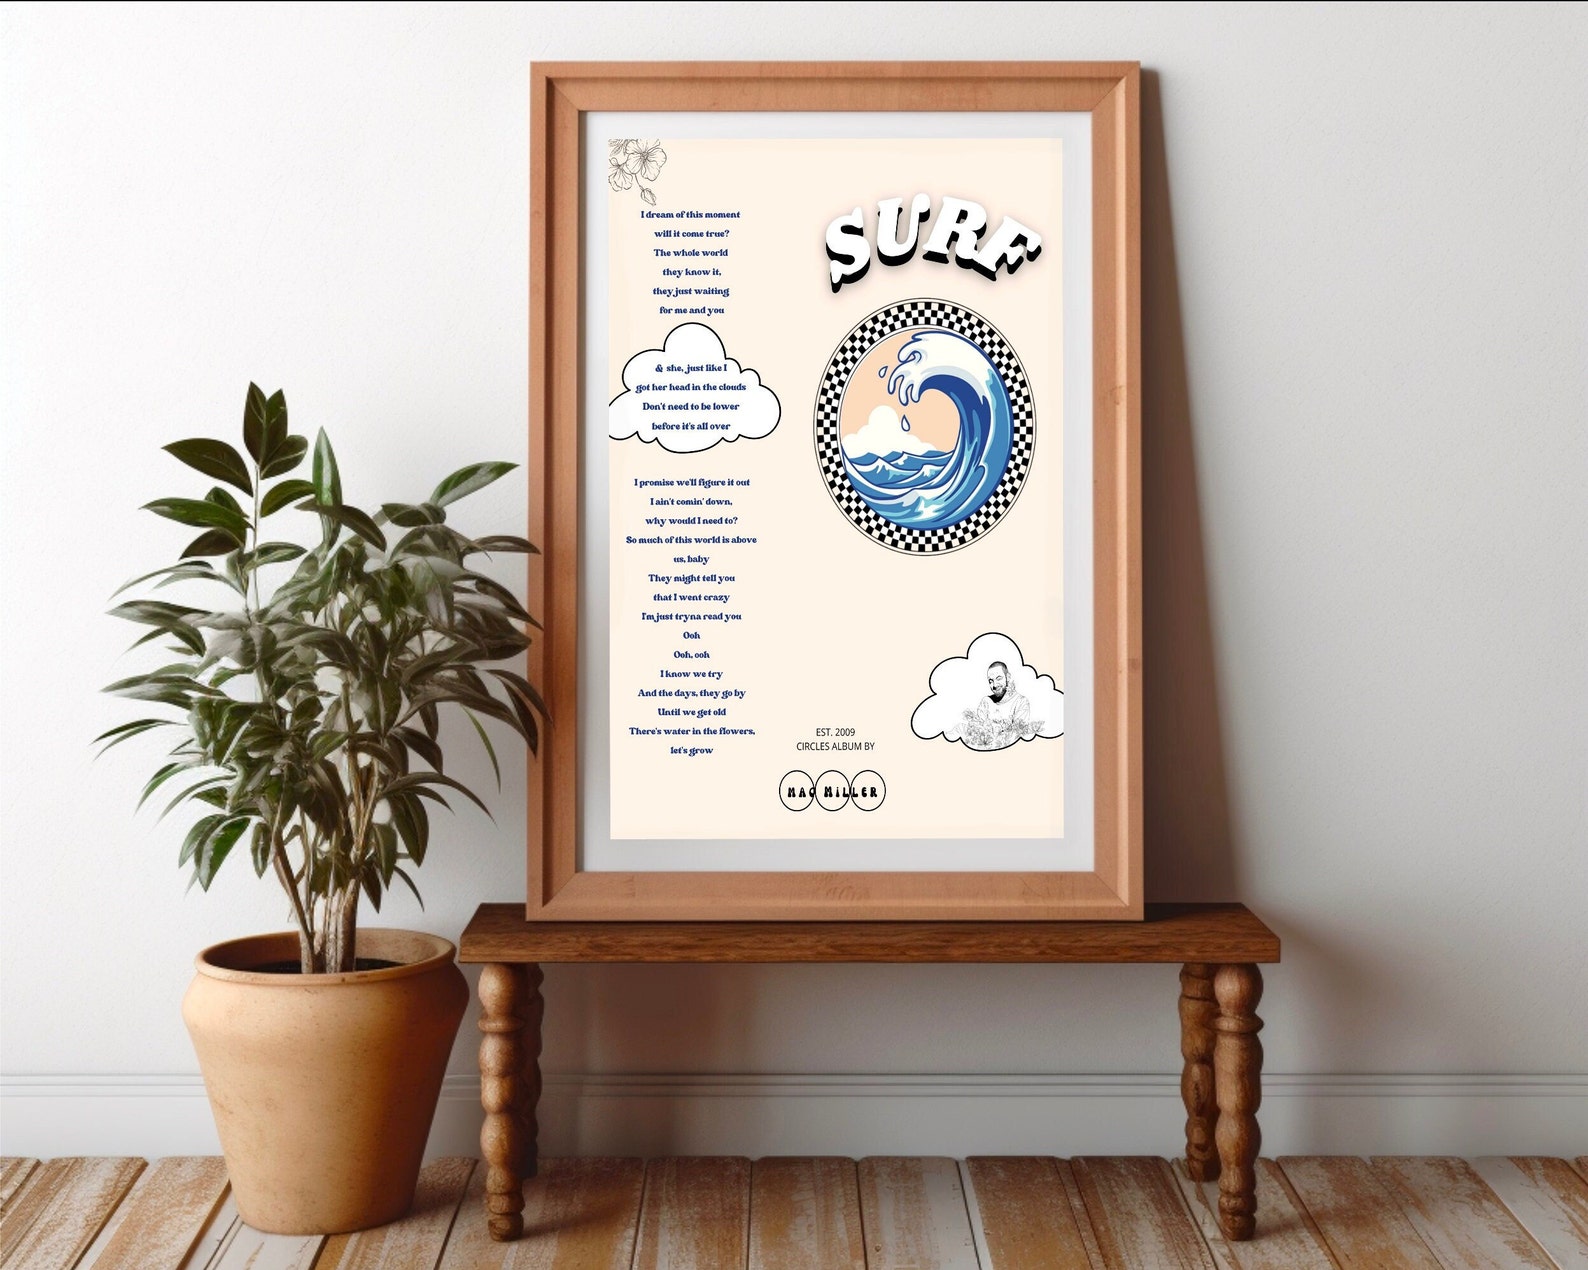 I dream of this moment
will it come true?
The whole world
they know it,
they just waiting
for me and you
& she, just like I
got her head in the clouds
Don't need to be lower
before it's all over
I promise we'll figure it out
I ain't comin' down,
why would I need to?
So much of this world is above
us, baby
They might tell you
that I went crazy
I'm just tryna read you
Ooh
Ooh, ooh
I know we try
And the days, they go by
Until we get old
There's water in the flowers,
let's grow
SURF
EST. 2009
CIRCLES ALBUM BY
MAC MiLLER